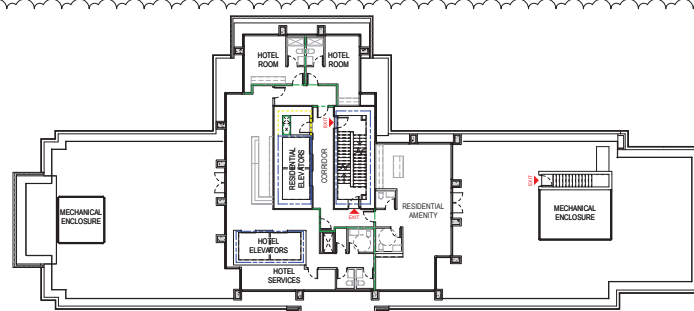 HOTEL
ROOM
HOTEL
ROOM
EXIT
RESIDENTIAL
ELEVATORS
CORRIDOR
EXIT
MECHANICAL
ENCLOSURE
RESIDENTIAL
AMENITY
EXIT
MECHANICAL
ENCLOSURE
HOTEL
ELEVATORS
HOTEL
SERVICES